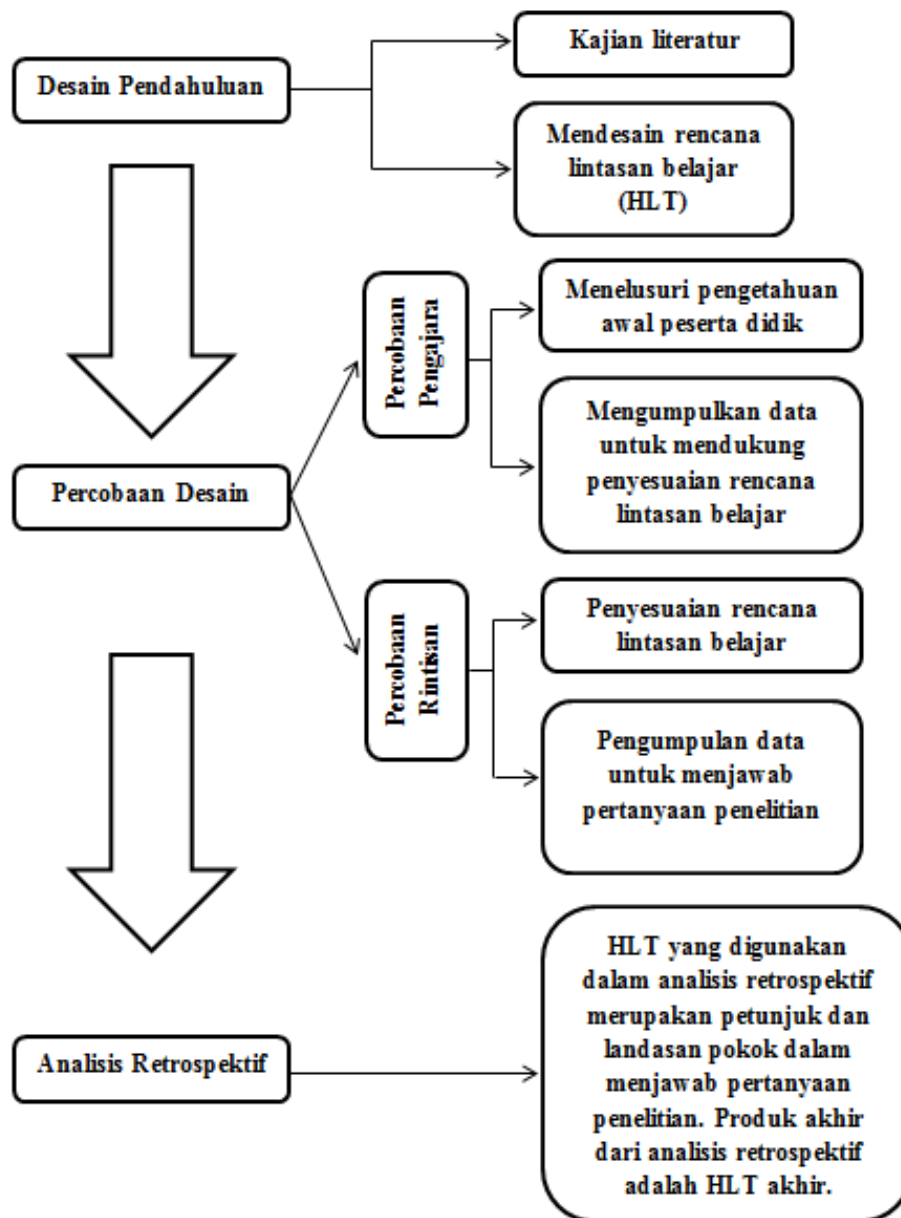 Desain Pendahuluan
Kajian literatur
Mendesain rencana
lintasan belajar
(HLT)
Percobaan Desain
Percobaan
Pengajara
Menelusuri pengetahuan
awal peserta didik
Mengumpulkan data
untuk mendukung
penyesuaian rencana
lintasan belajar
Percobaan
Rintisan
Penyesuaian rencana
lintasan belajar
Pengumpulan data
untuk menjawab
pertanyaan penelitian
Analisis Retrospektif
HLT yang digunakan
dalam analisis retrospektif
merupakan petunjuk dan
landasan pokok dalam
menjawab pertanyaan
penelitian. Produk akhir
dari analisis retrospektif
adalah HLT akhir.